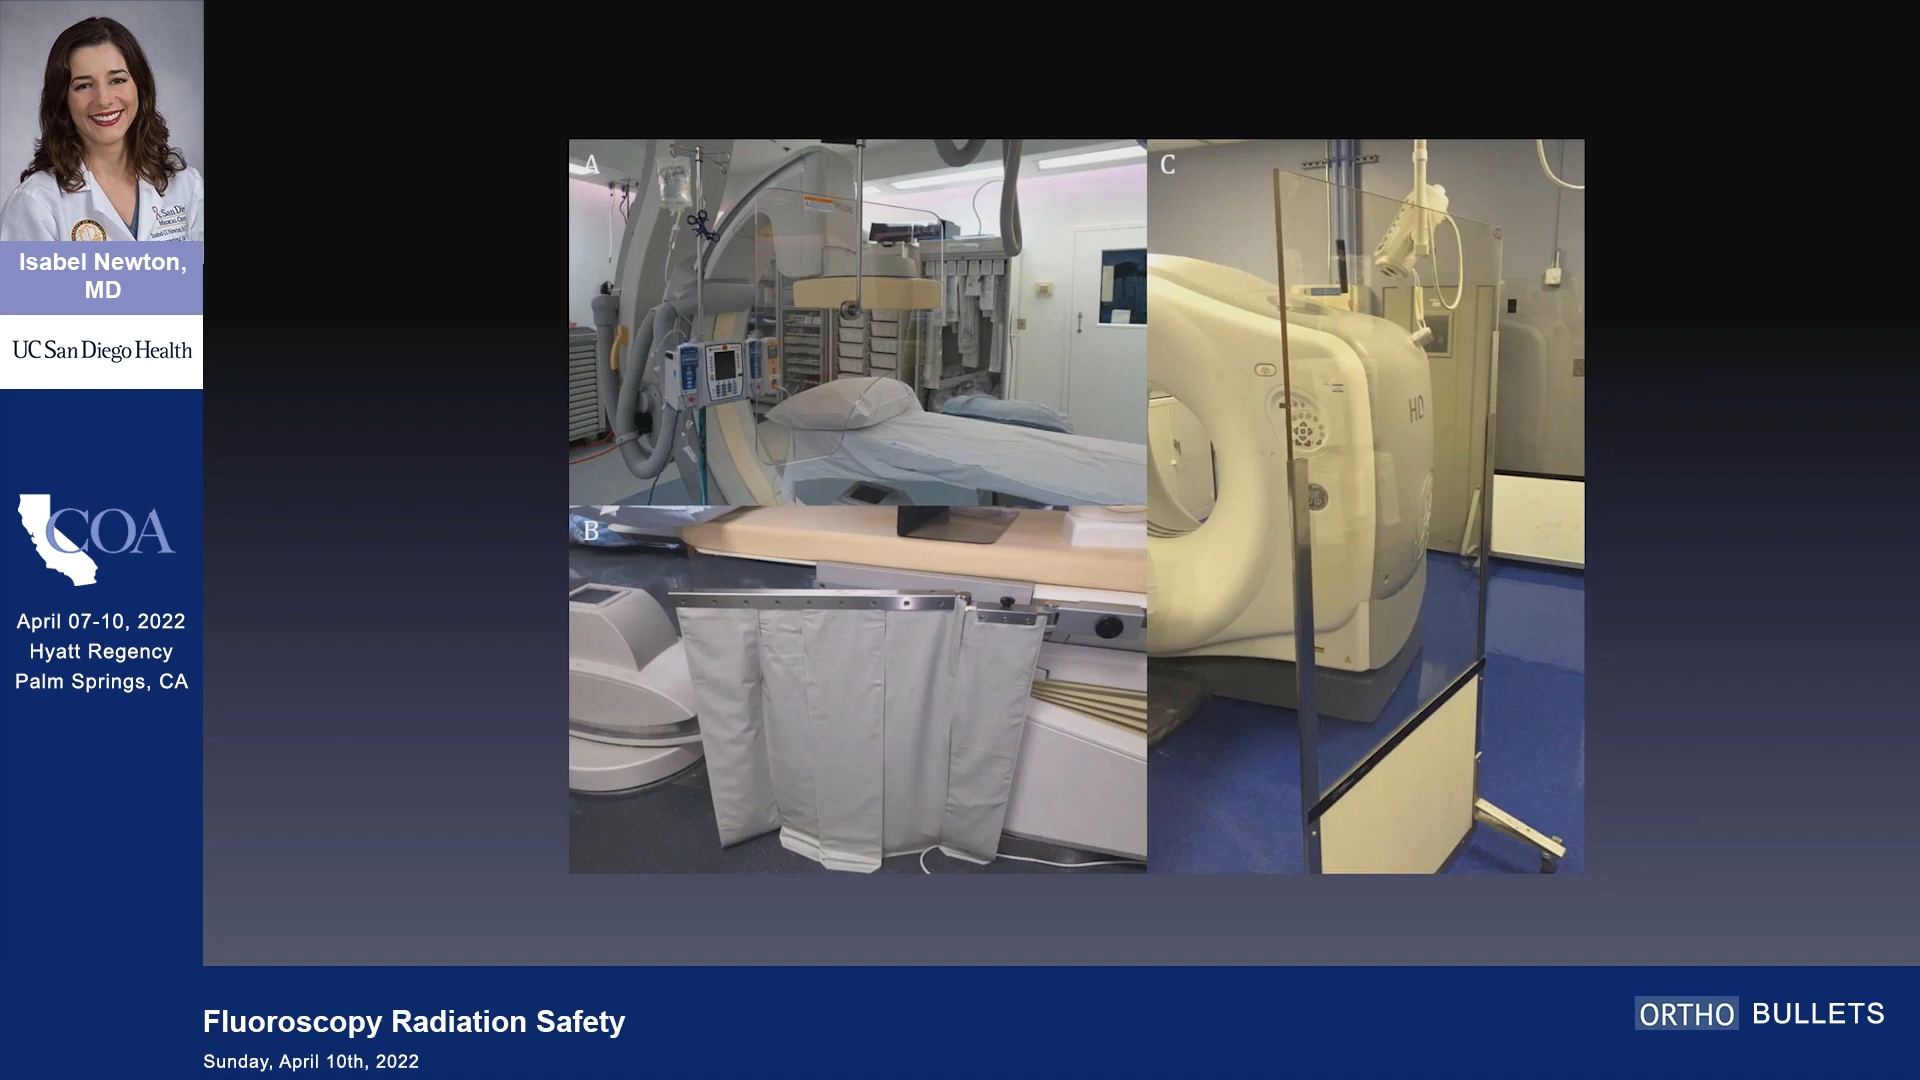 Isabel Newton,
MD
UC San Diego Health
COA
April 07-10, 2022
Hyatt Regency
Palm Springs, CA
A
B
C
HD
Fluoroscopy Radiation Safety
Sunday, April 10th, 2022
ORTHO BULLETS